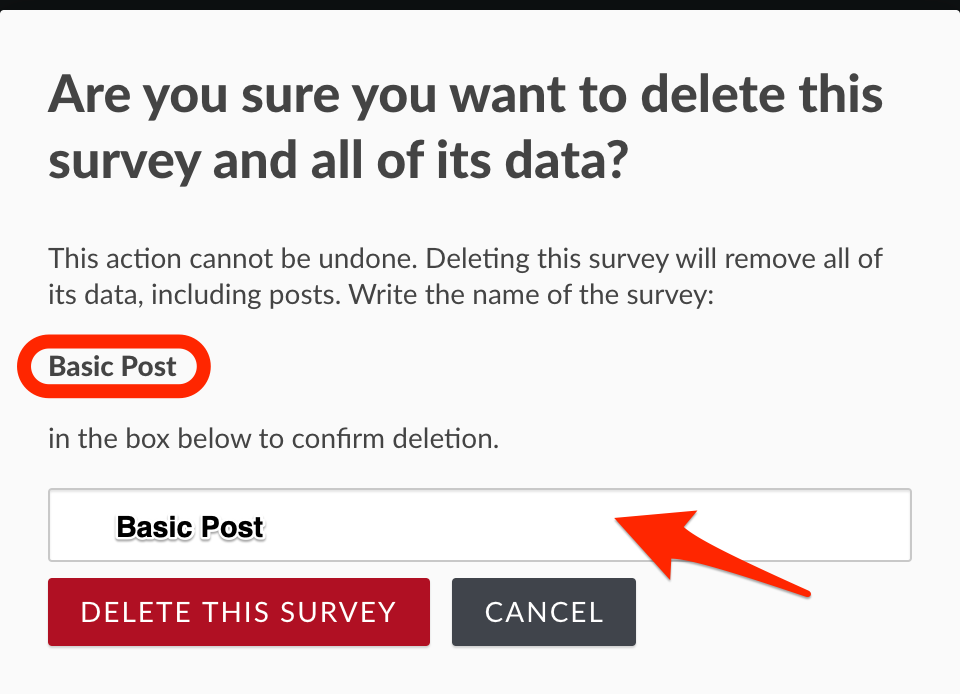 Are you sure you want to delete this
survey and all of its data?
This action cannot be undone. Deleting this survey will remove all of
its data, including posts. Write the name of the survey:
Basic Post
in the box below to confirm deletion.
Basic Post
DELETE THIS SURVEY
CANCEL